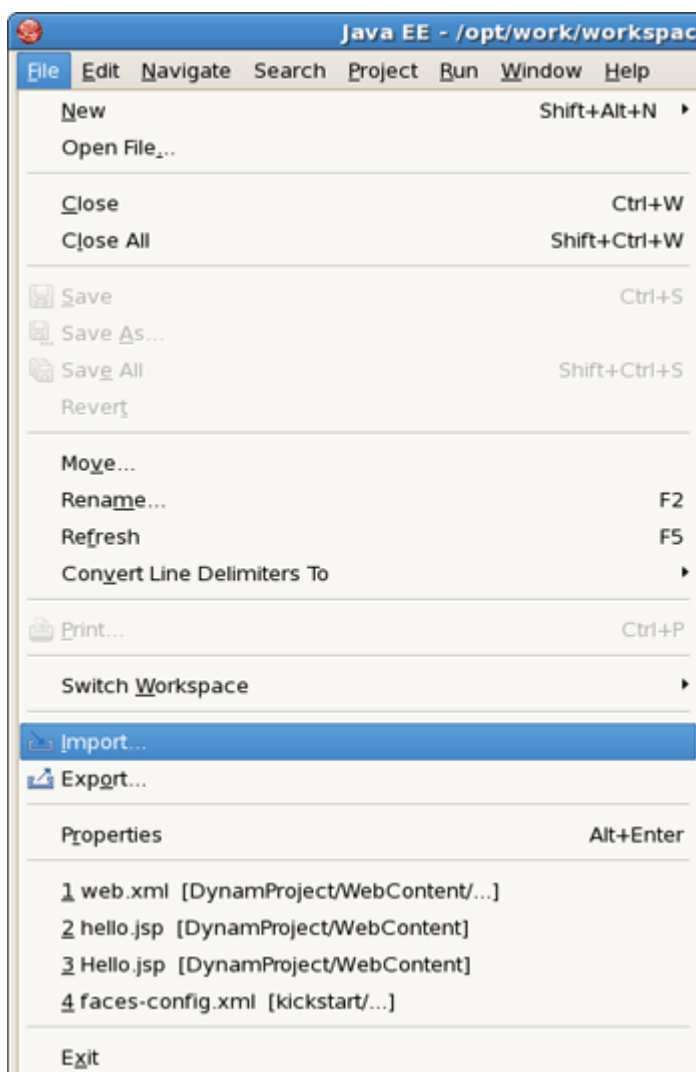 Java EE - /opt/work/workspac
File Edit Navigate Search Project Run Window Help
New Shift+Alt+N
Open File...
Close Ctrl+W
Close All Shift+Ctrl+W
Save Ctrl+S
Save As...
Save All Shift+Ctrl+S
Revert
Move...
Rename... F2
Refresh F5
Convert Line Delimiters To
Print... Ctrl+P
Switch Workspace
Import...
Export...
Properties Alt+Enter
1 web.xml [DynamProject/WebContent/...]
2 hello.jsp [DynamProject/WebContent]
3 Hello.jsp [DynamProject/WebContent]
4 faces-config.xml [kickstart/...]
Exit